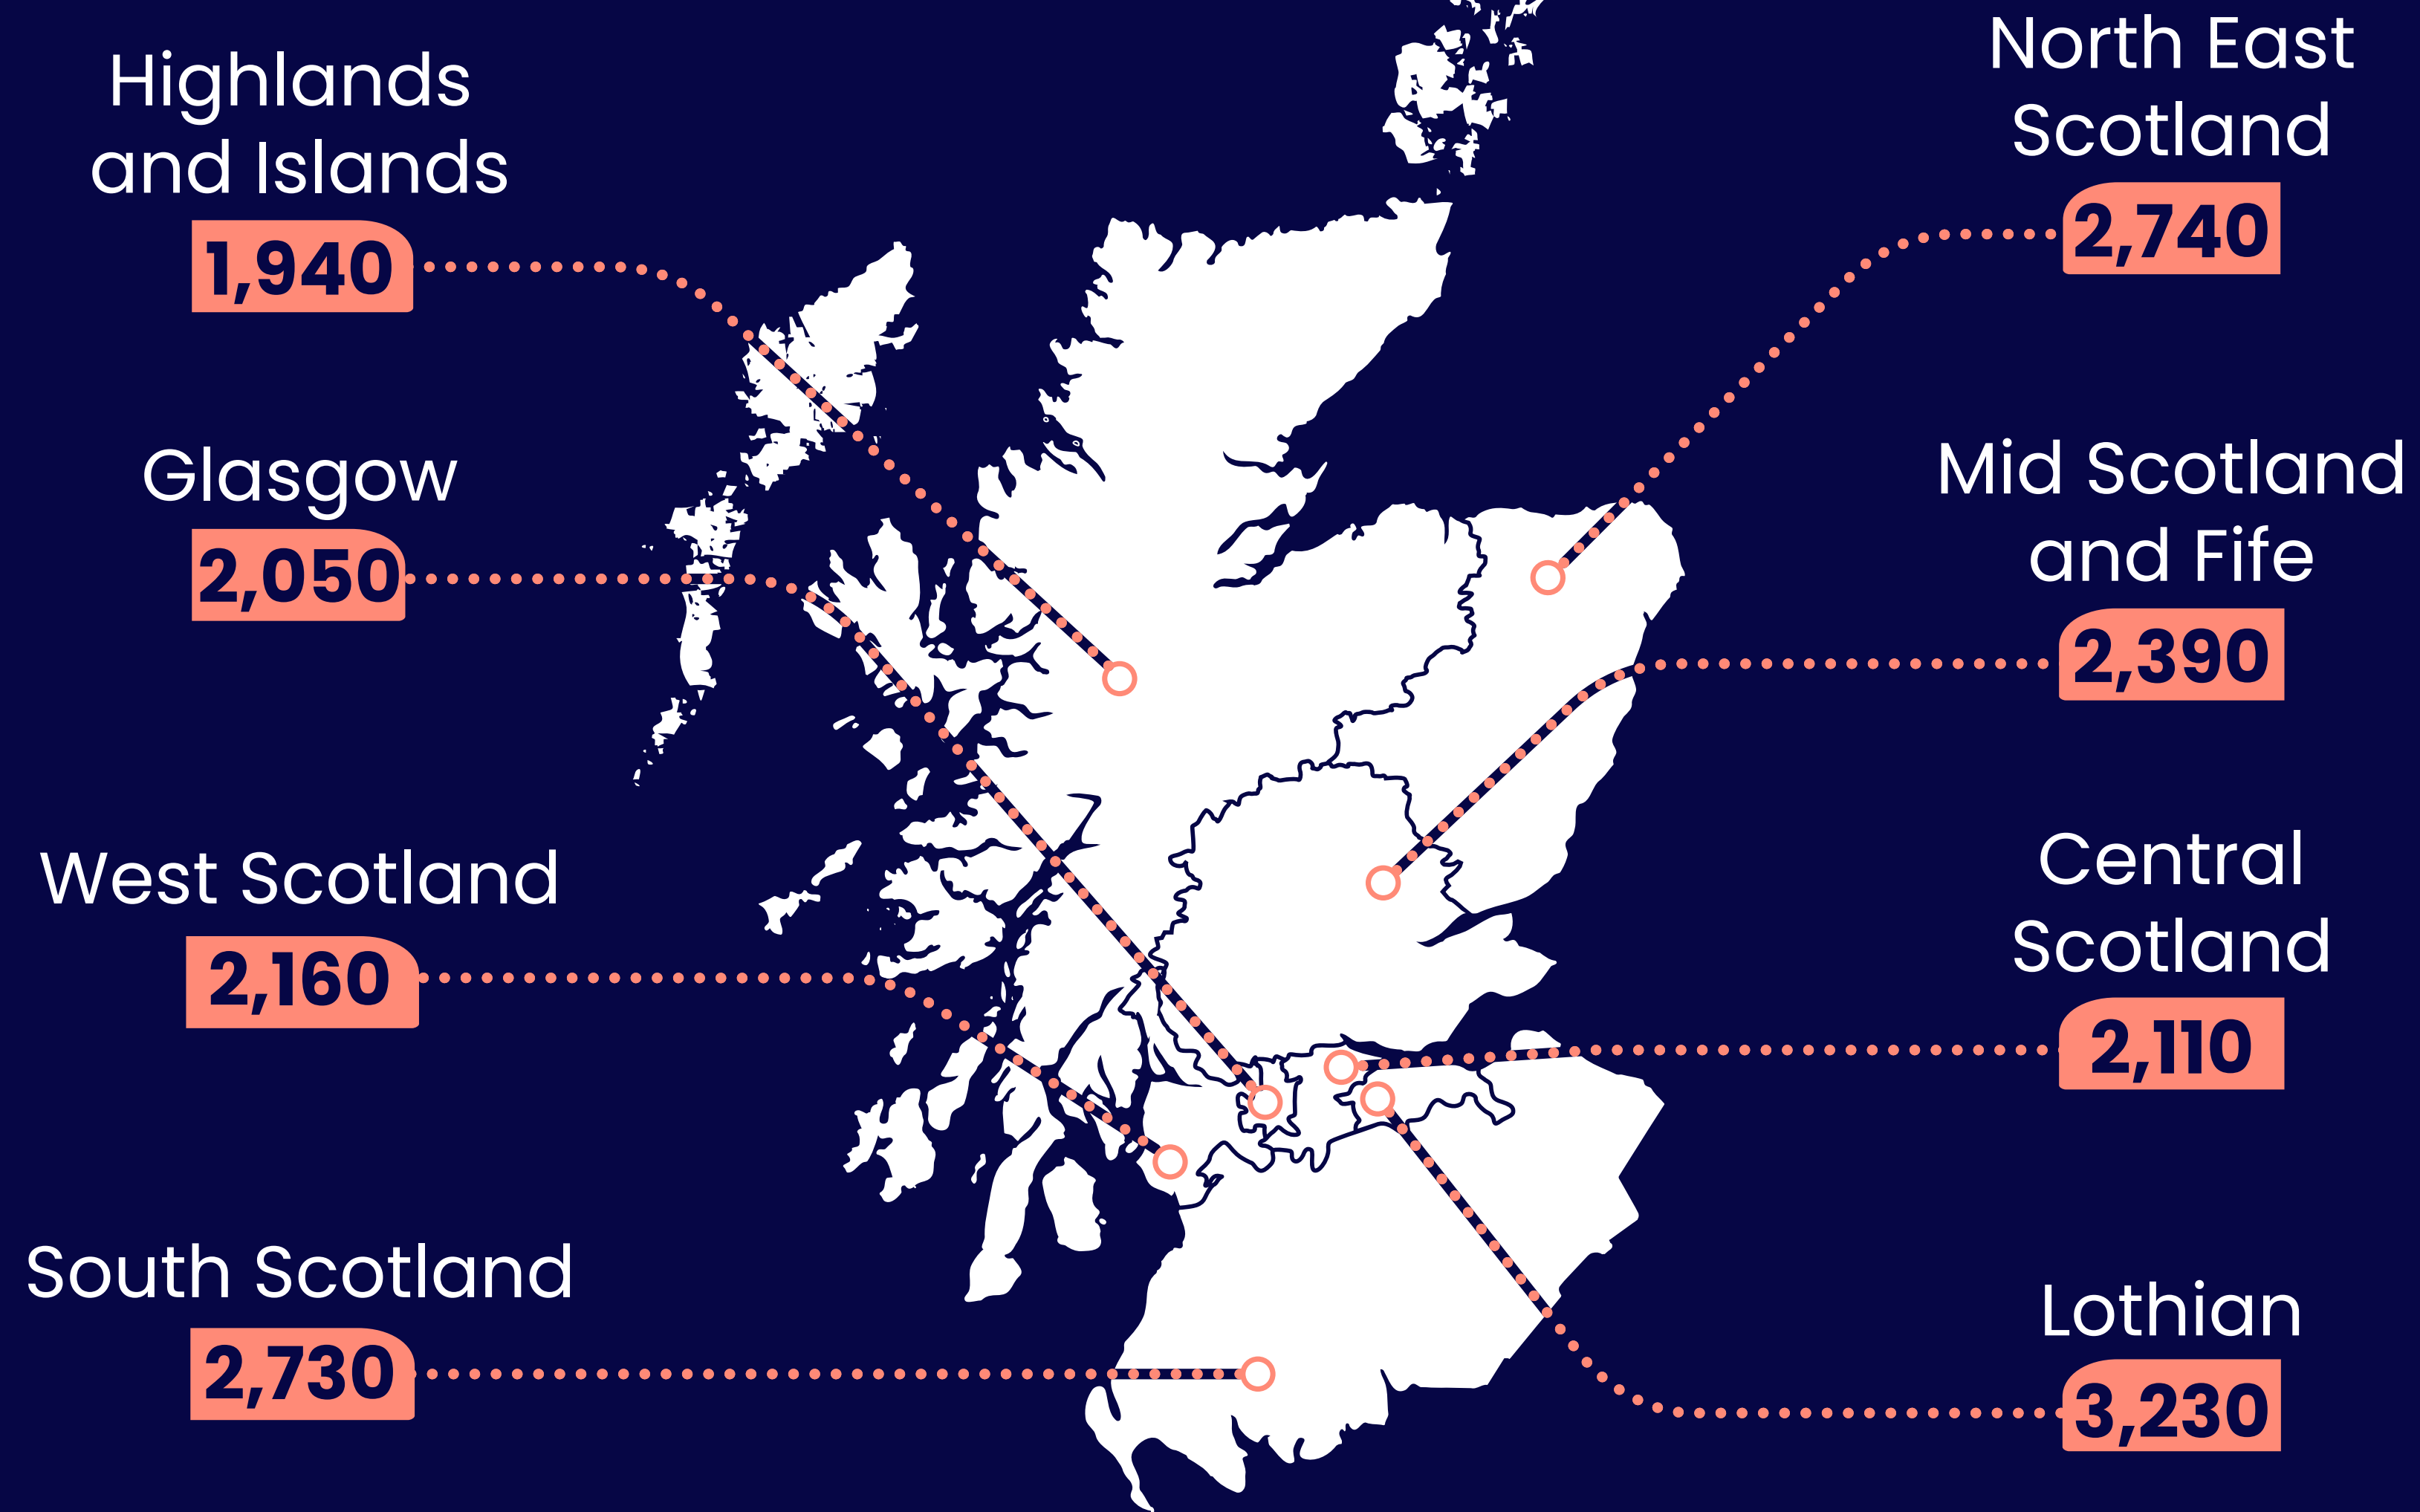 Highlands
and Islands
1,940
Glasgow
2,050
West Scotland
2,160
South Scotland
2,730
North East
Scotland
2,740
Mid Scotland
and Fife
2,390
Central
Scotland
2,110
Lothian
3,230